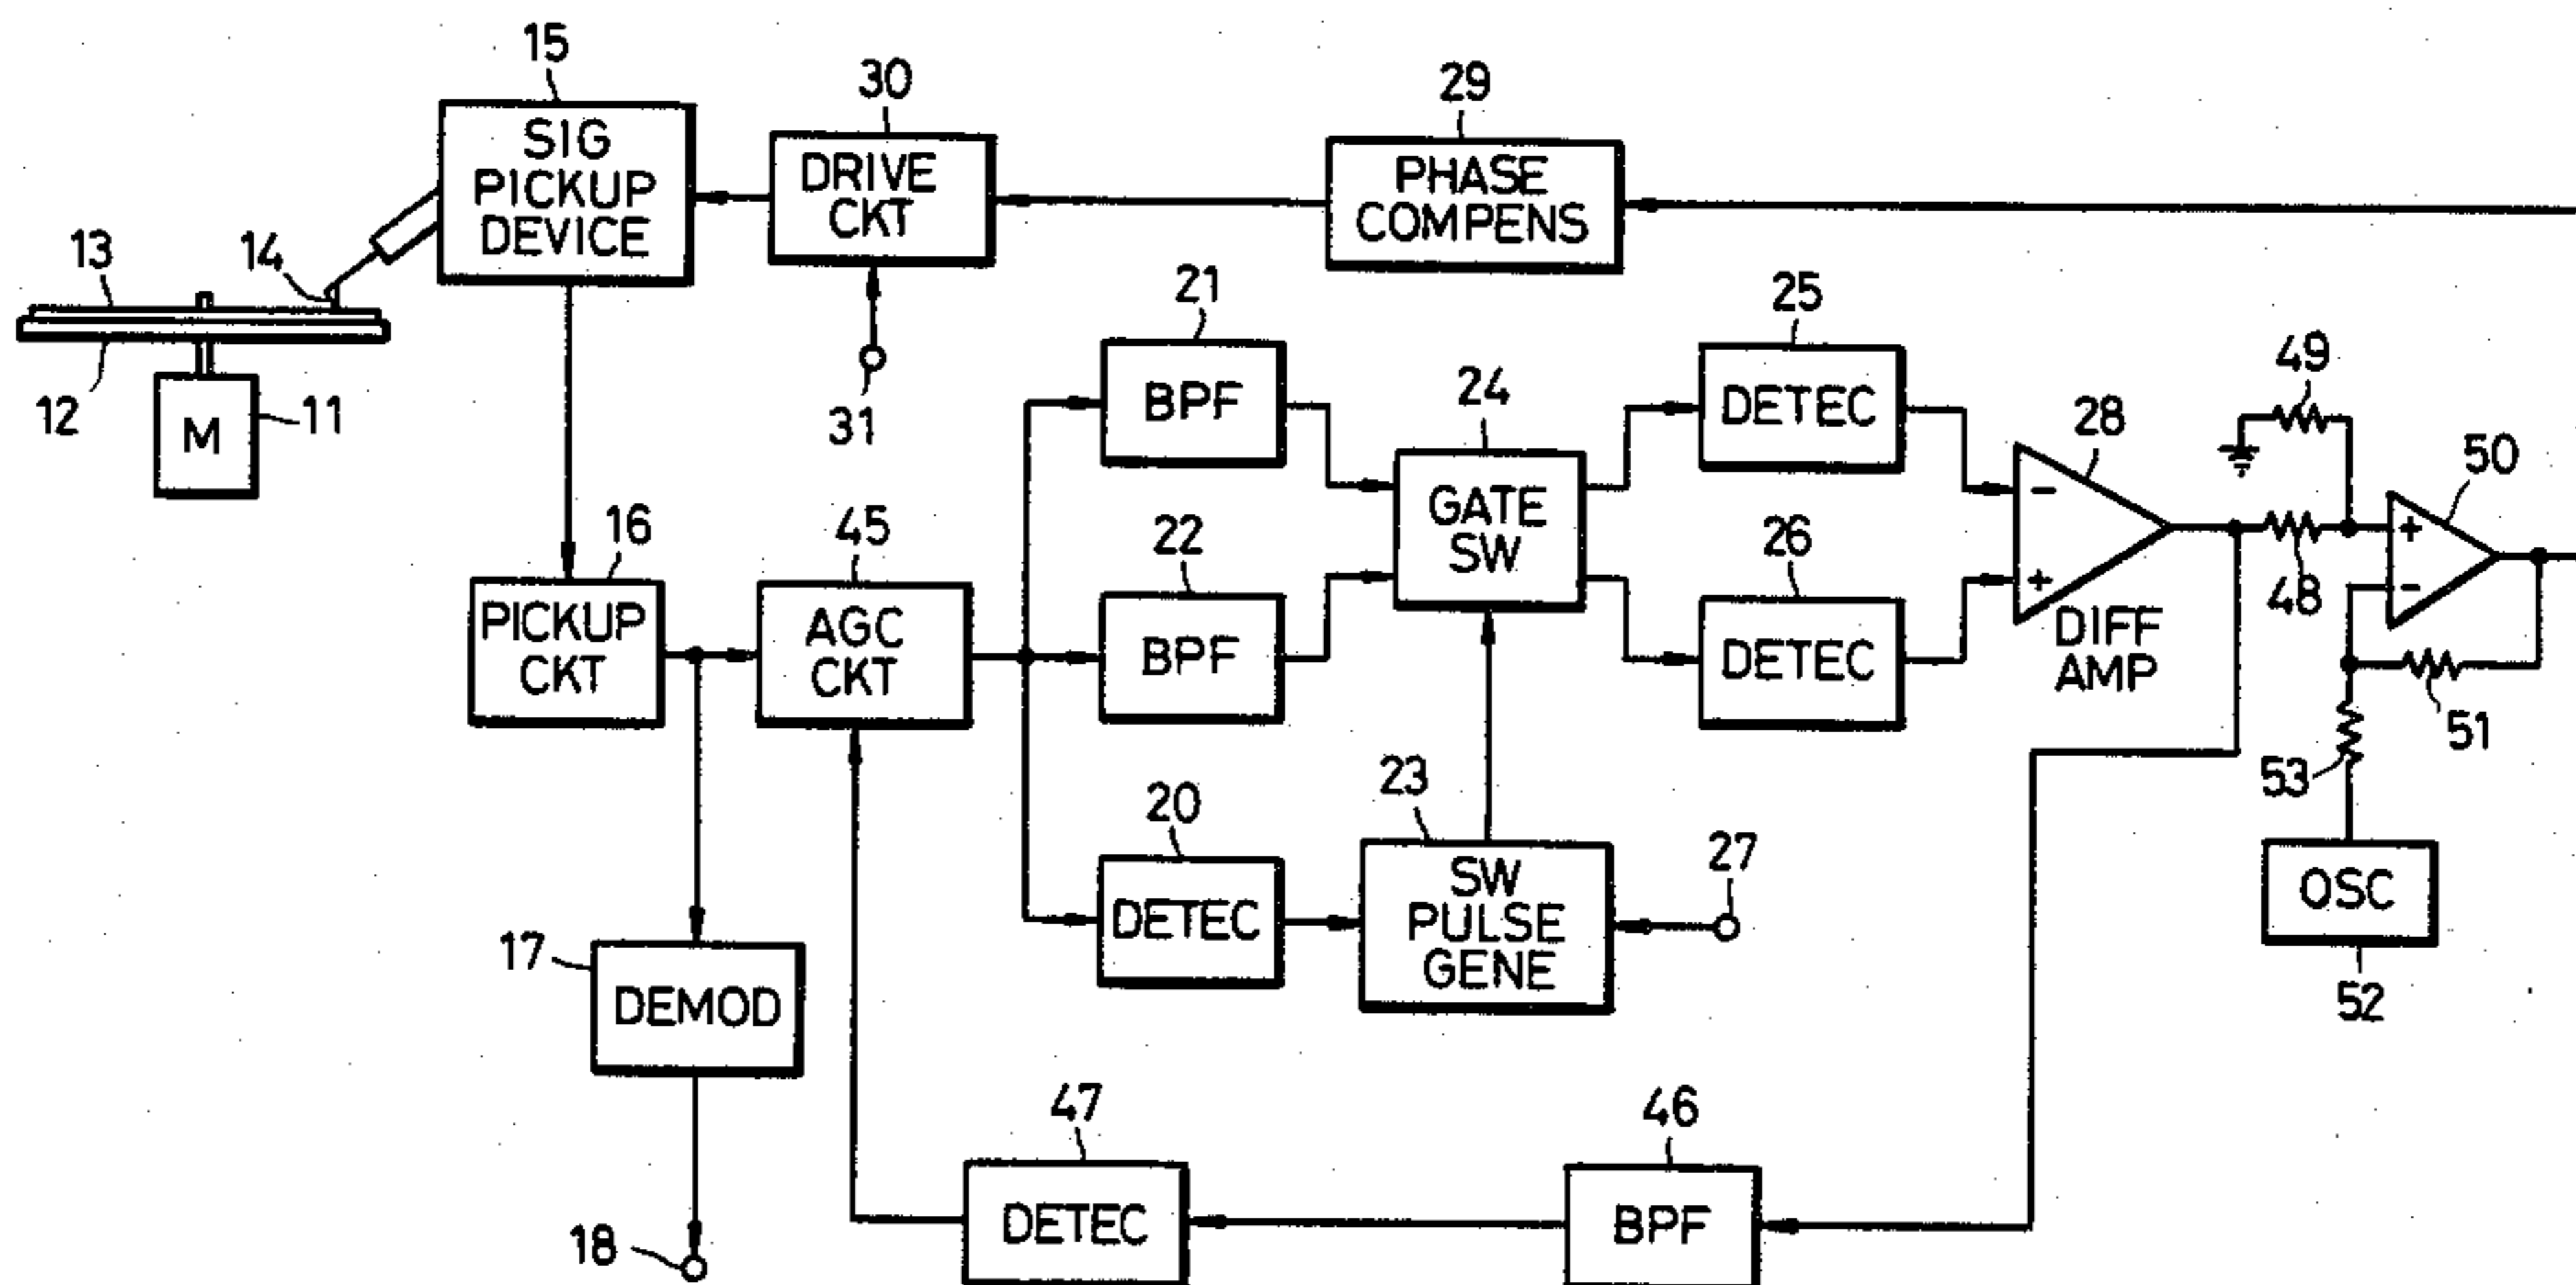 15
SIG
PICKUP
DEVICE
30
DRIVE
CKT
29
PHASE
COMPENS
13
14
12
M
11
31
21
BPF
25
DETEC
24
GATE
SW
28
-
+
DIFF
AMP
49
48
50
+
-
51
53
OSC
52
16
PICKUP
CKT
45
AGC
CKT
22
BPF
26
DETEC
20
DETEC
23
SW
PULSE
GENE
27
17
DEMOD
18
47
DETEC
46
BPF